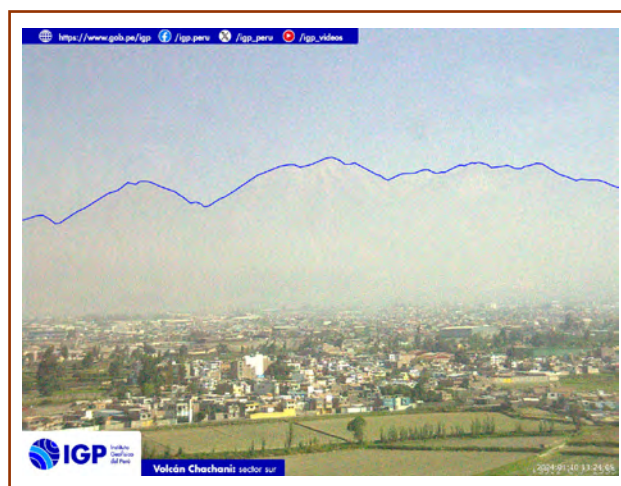 https://www.gob.pe/igp /igp.peru /igp_peru /igp_videos
IGP Instituto
Geofísico
del Perú
Volcán Chachani: sector sur